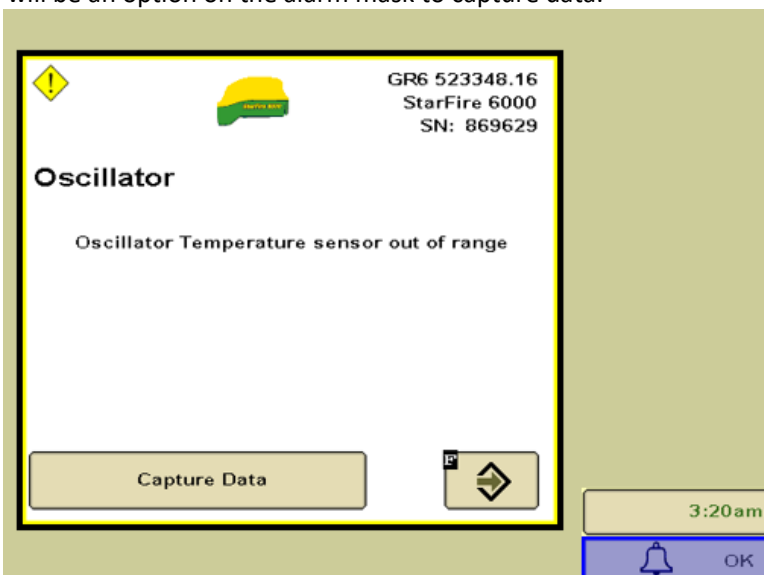 will be an option on the alarm mask to capture data.
GR6 523348.16
StarFire 6000
SN: 869629
Oscillator
Oscillator Temperature sensor out of range
Capture Data
F
3:20am
OK